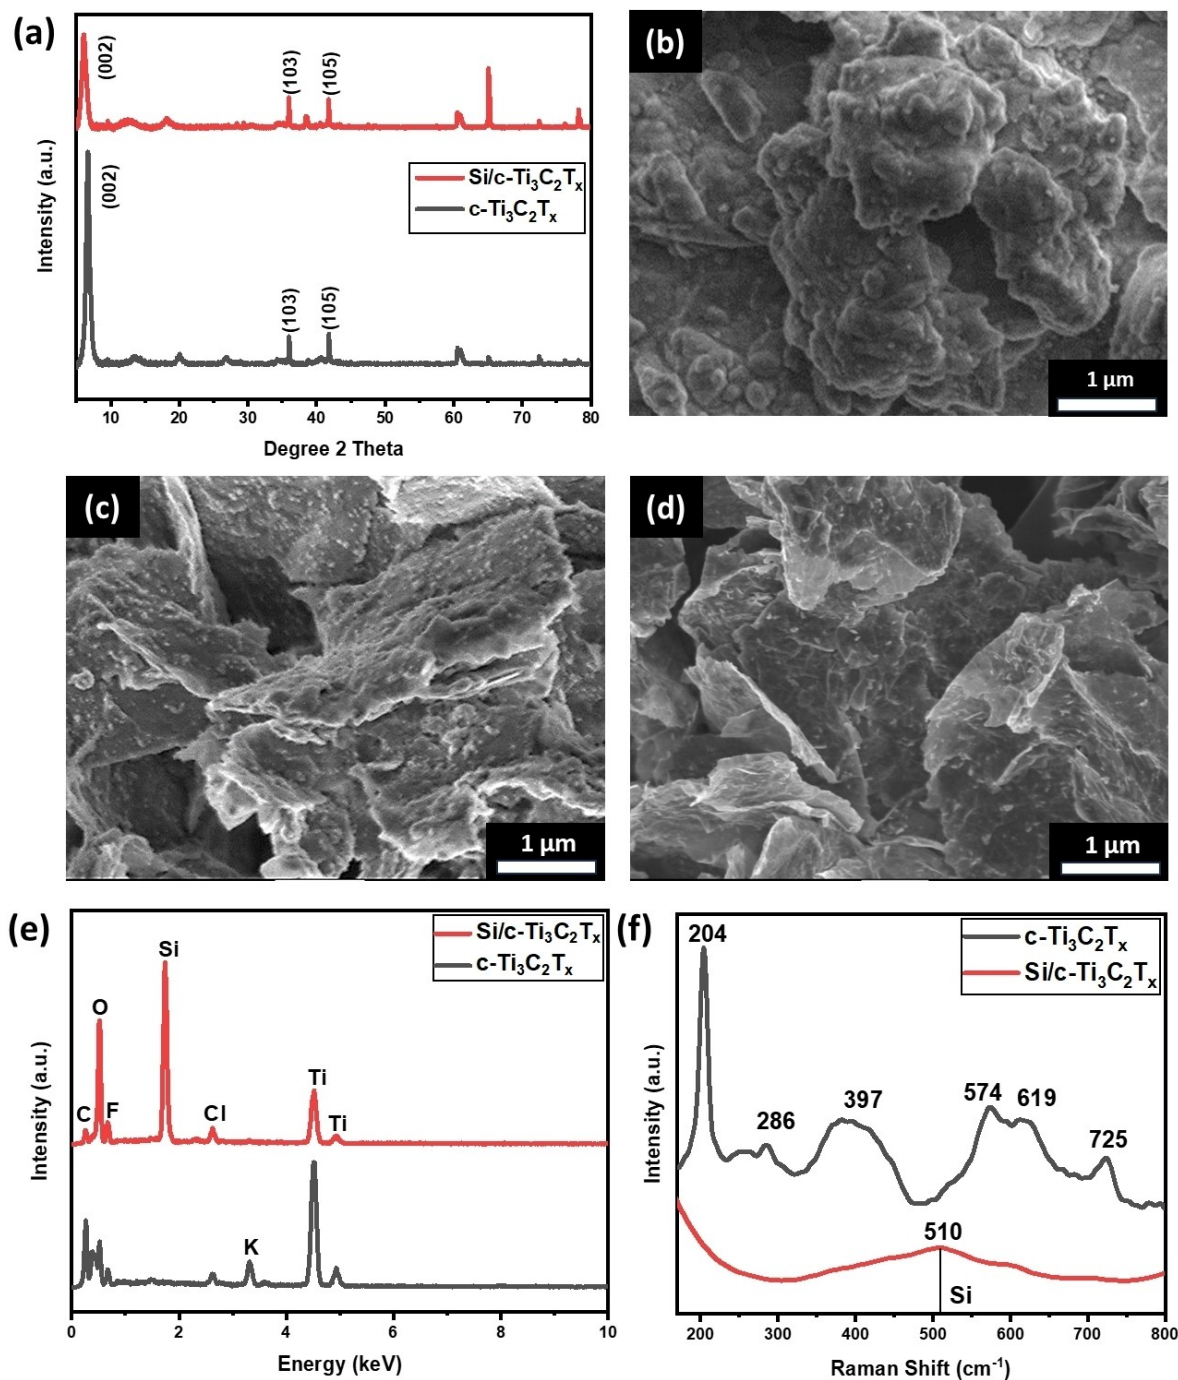 (a)
(002)
(103)
(105)
Si/c-Ti₃C₂Tₓ
c-Ti₃C₂Tₓ
(002)
(103)
(105)
Intensity (a.u.)
10 20 30 40 50 60 70 80
Degree 2 Theta
(b)
1 μm
(c)
1 μm
(d)
1 μm
(e)
Si/c-Ti₃C₂Tₓ
c-Ti₃C₂Tₓ
Si
O
C F
Cl
Ti
Ti
K
Intensity (a.u.)
0 2 4 6 8 10
Energy (keV)
(f)
c-Ti₃C₂Tₓ
Si/c-Ti₃C₂Tₓ
204
286
397
574 619
725
510
Si
Intensity (a.u.)
200 300 400 500 600 700 800
Raman Shift (cm⁻¹)